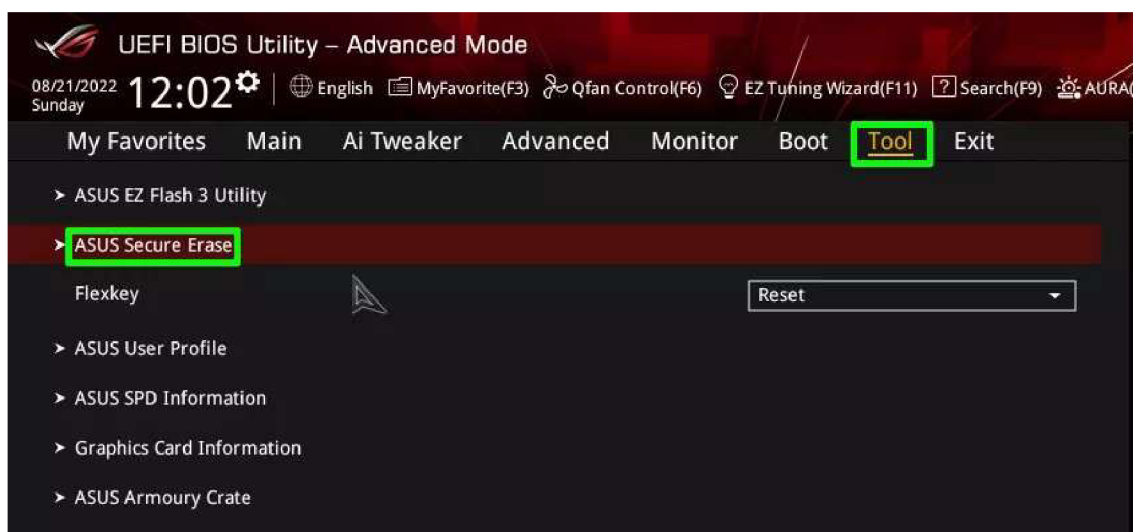 UEFI BIOS Utility – Advanced Mode
08/21/2022 12:02 English MyFavorite(F3) Qfan Control(F6) EZ Tuning Wizard(F11) ? Search(F9) AURA(
Sunday
My Favorites Main Ai Tweaker Advanced Monitor Boot Tool Exit
ASUS EZ Flash 3 Utility
ASUS Secure Erase
Flexkey Reset
ASUS User Profile
ASUS SPD Information
Graphics Card Information
ASUS Armoury Crate